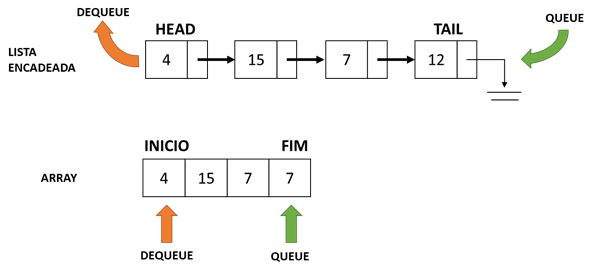 DEQUEUE
QUEUE
HEAD
TAIL
LISTA
ENCADEADA
4
15
7
12
INICIO
FIM
ARRAY
4
15
7
7
DEQUEUE
QUEUE